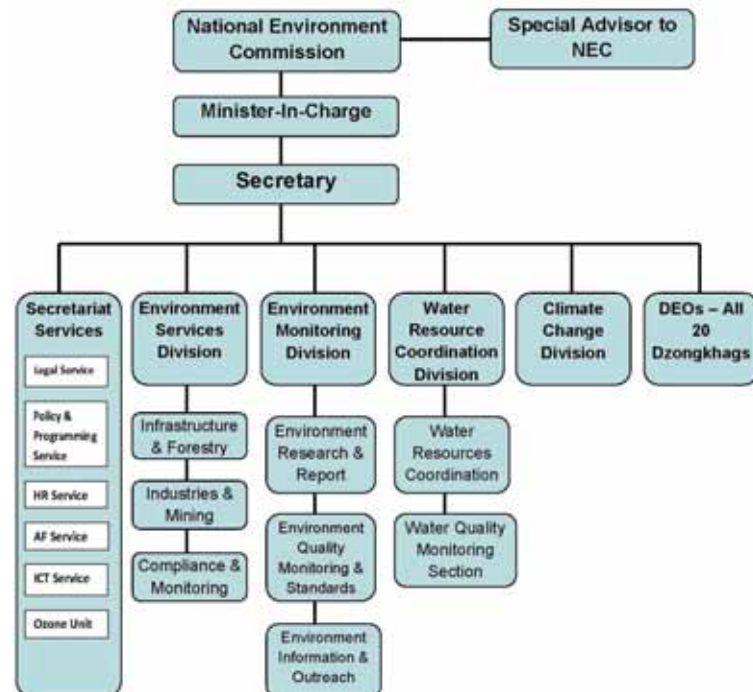 National Environment
Commission
Special Advisor to
NEC
Minister-In-Charge
Secretary
Secretariat
Services
Legal Service
Policy &
Programming
Service
HR Service
AF Service
ICT Service
Ozone Unit
Environment
Services
Division
Infrastructure
& Forestry
Industries &
Mining
Compliance &
Monitoring
Environment
Monitoring
Division
Environment
Research &
Report
Environment
Quality
Monitoring &
Standards
Environment
Information &
Outreach
Water
Resource
Coordination
Division
Water
Resources
Coordination
Water Quality
Monitoring
Section
Climate
Change
Division
DEOs – All
20
Dzongkhags